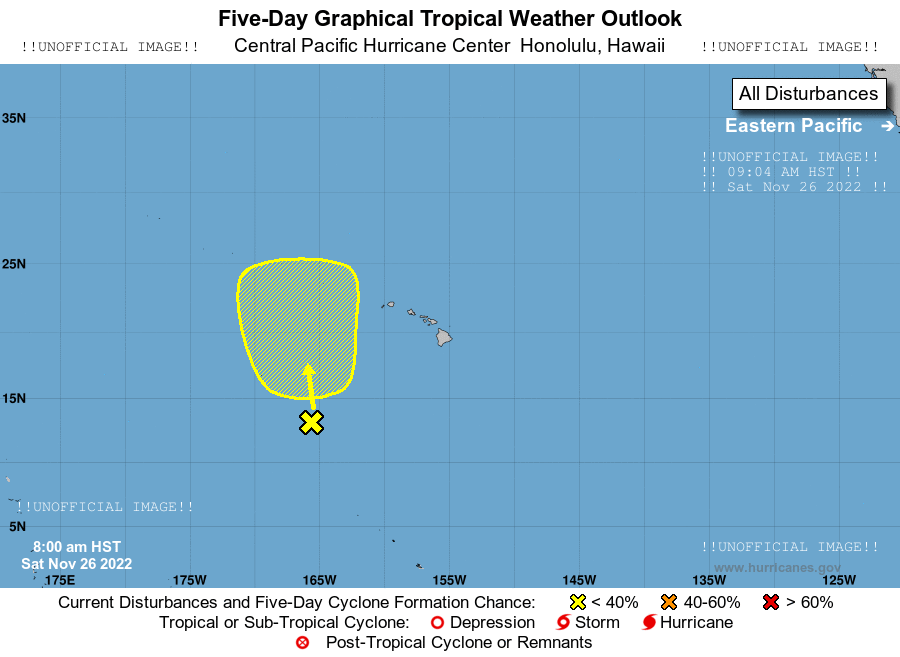 Five-Day Graphical Tropical Weather Outlook
!!UNOFFICIAL IMAGE!! Central Pacific Hurricane Center Honolulu, Hawaii !!UNOFFICIAL IMAGE!!
All Disturbances
35N
Eastern Pacific →
!!UNOFFICIAL IMAGE!!
!! 09:04 AM HST !!
!! Sat Nov 26 2022 !!
25N
15N
!!UNOFFICIAL IMAGE!!
5N
8:00 am HST
!!UNOFFICIAL IMAGE!!
Sat Nov 26 2022
www.hurricanes.gov
175E 175W 165W 155W 145W 135W 125W
Current Disturbances and Five-Day Cyclone Formation Chance: < 40% 40-60% > 60%
Tropical or Sub-Tropical Cyclone: Depression Storm Hurricane
Post-Tropical Cyclone or Remnants